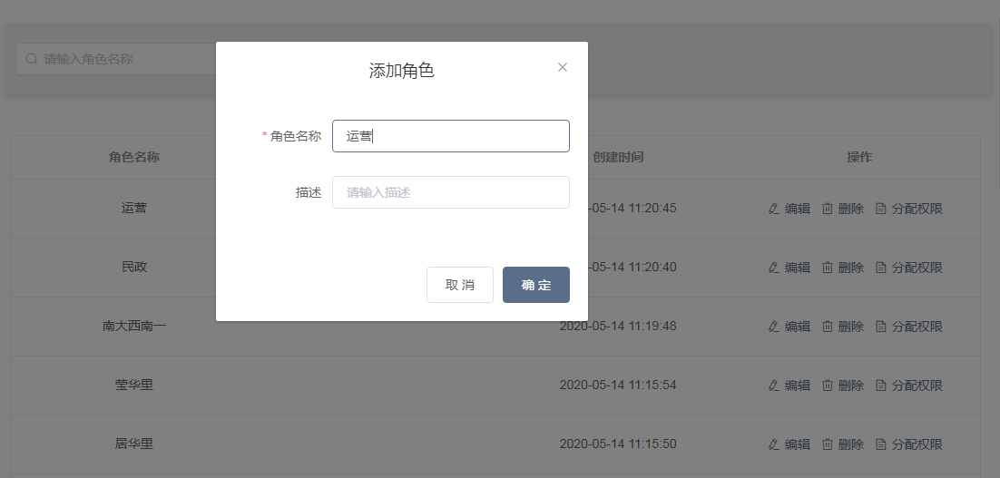 请输入角色名称
添加角色
* 角色名称 运营
描述 请输入描述
取 消 确 定
角色名称 创建时间 操作
运营 -05-14 11:20:45 编辑 删除 分配权限
民政 -05-14 11:20:40 编辑 删除 分配权限
南大西南一 2020-05-14 11:19:48 编辑 删除 分配权限
莹华里 2020-05-14 11:15:54 编辑 删除 分配权限
居华里 2020-05-14 11:15:50 编辑 删除 分配权限